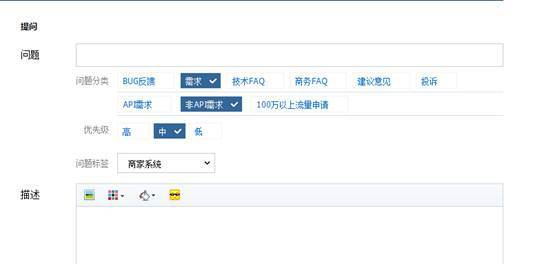 提问
问题
问题分类 BUG反馈 需求 技术FAQ 商务FAQ 建议意见 投诉
API需求 非API需求 100万以上流量申请
优先级 高 中 低
问题标签 商家系统
描述